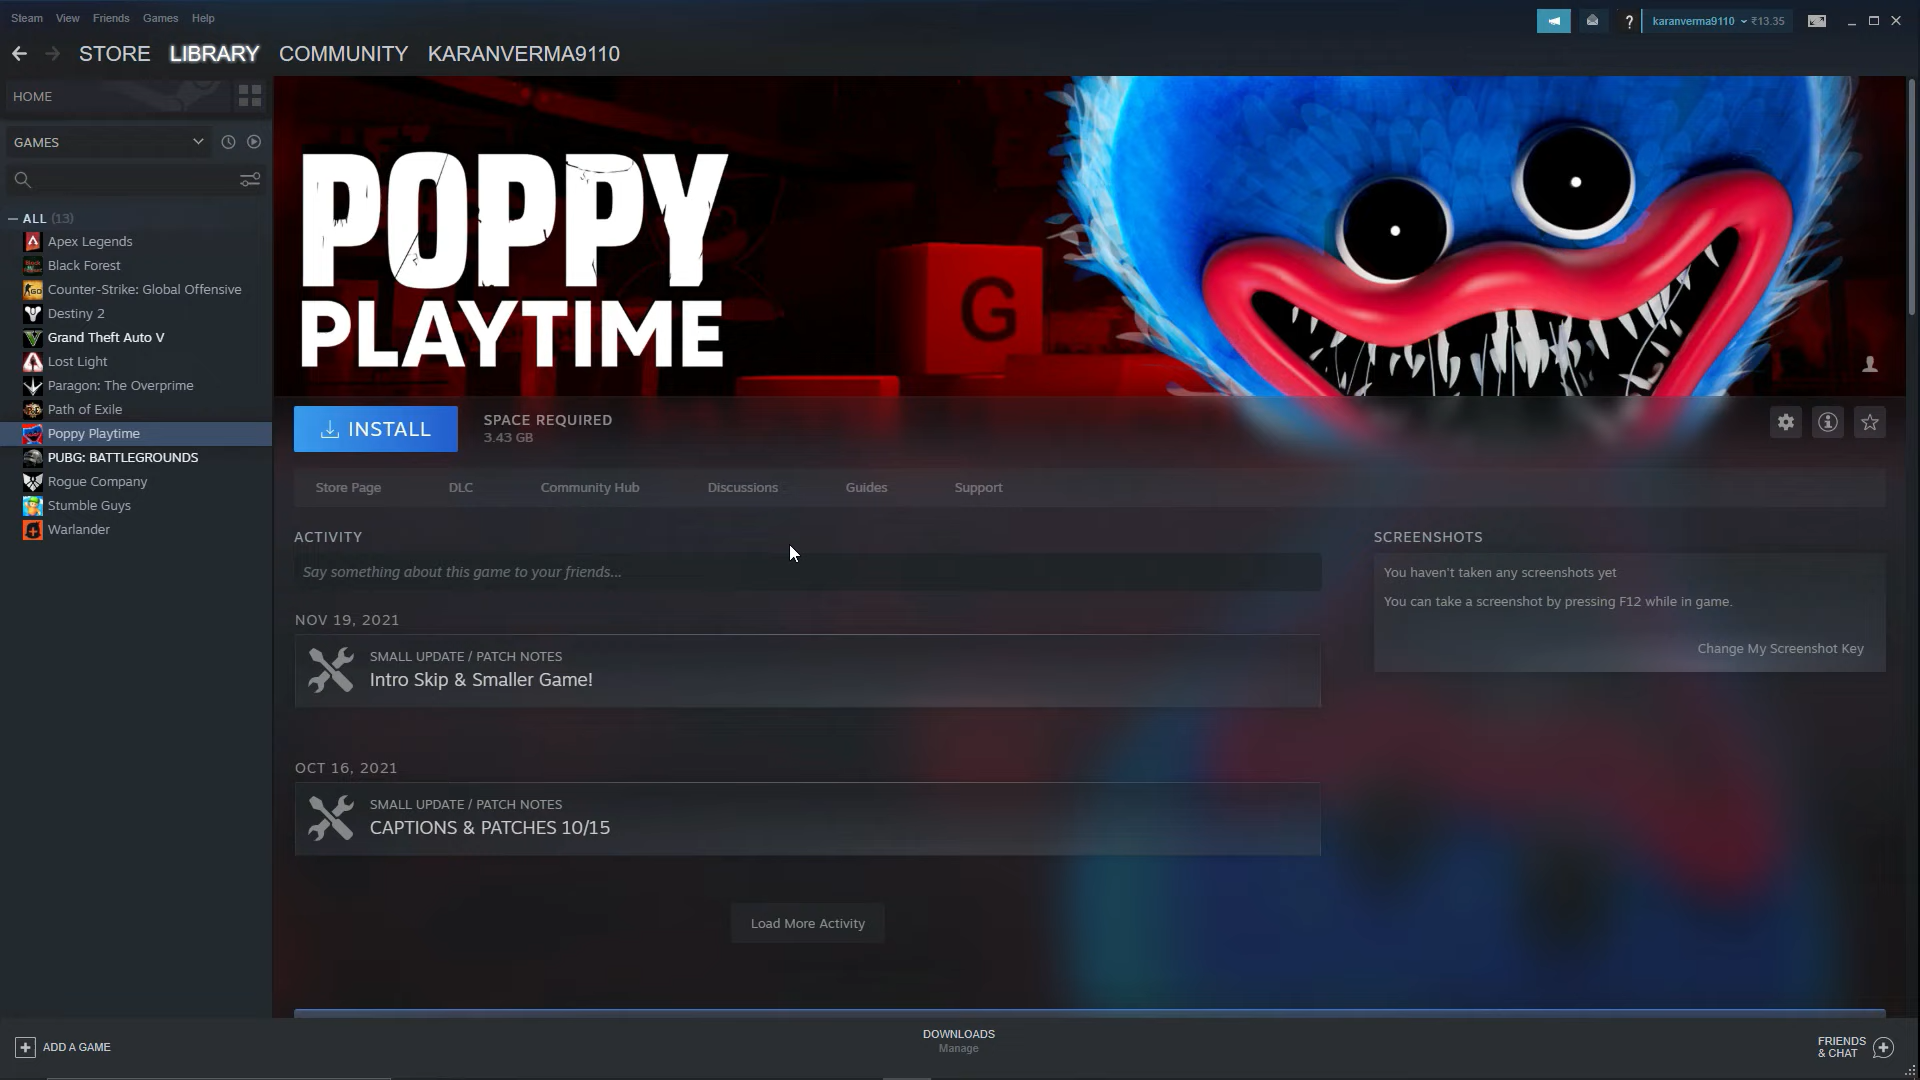 Steam View Friends Games Help
karanverma9110 ₹13.35
STORE LIBRARY COMMUNITY KARANVERMA9110
HOME
GAMES
ALL (13)
Apex Legends
Black Forest
Counter-Strike: Global Offensive
Destiny 2
Grand Theft Auto V
Lost Light
Paragon: The Overprime
Path of Exile
Poppy Playtime
PUBG: BATTLEGROUNDS
Rogue Company
Stumble Guys
Warlander
POPPY
PLAYTIME
G
INSTALL
SPACE REQUIRED
3.43 GB
Store Page DLC Community Hub Discussions Guides Support
ACTIVITY
Say something about this game to your friends...
NOV 19, 2021
SMALL UPDATE / PATCH NOTES
Intro Skip & Smaller Game!
OCT 16, 2021
SMALL UPDATE / PATCH NOTES
CAPTIONS & PATCHES 10/15
Load More Activity
SCREENSHOTS
You haven't taken any screenshots yet
You can take a screenshot by pressing F12 while in game.
Change My Screenshot Key
ADD A GAME
DOWNLOADS
Manage
FRIENDS
& CHAT